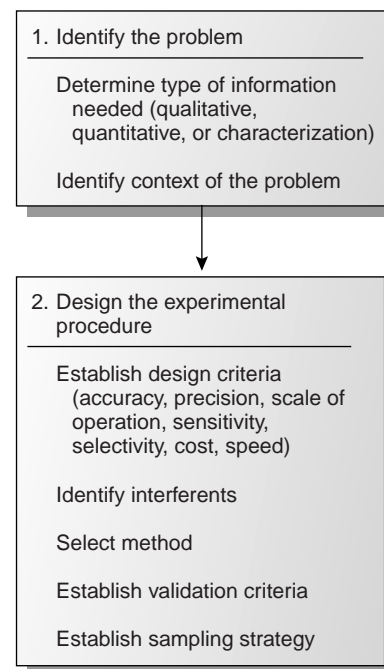 1. Identify the problem
Determine type of information
needed (qualitative,
quantitative, or characterization)
Identify context of the problem
2. Design the experimental
procedure
Establish design criteria
(accuracy, precision, scale of
operation, sensitivity,
selectivity, cost, speed)
Identify interferents
Select method
Establish validation criteria
Establish sampling strategy